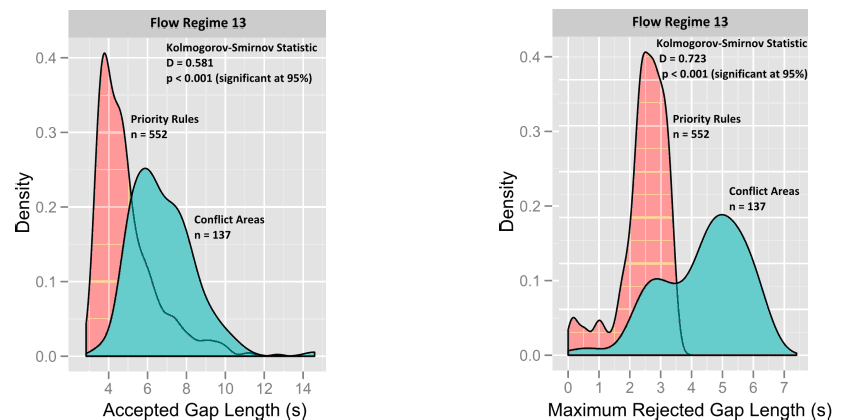 Flow Regime 13
Kolmogorov-Smirnov Statistic
D = 0.581
p < 0.001 (significant at 95%)
Priority Rules
n = 552
Conflict Areas
n = 137
Density
0.4
0.3
0.2
0.1
0.0
4 6 8 10 12 14
Accepted Gap Length (s)
Flow Regime 13
Kolmogorov-Smirnov Statistic
D = 0.723
p < 0.001 (significant at 95%)
Priority Rules
n = 552
Conflict Areas
n = 137
Density
0.4
0.3
0.2
0.1
0.0
0 1 2 3 4 5 6 7
Maximum Rejected Gap Length (s)